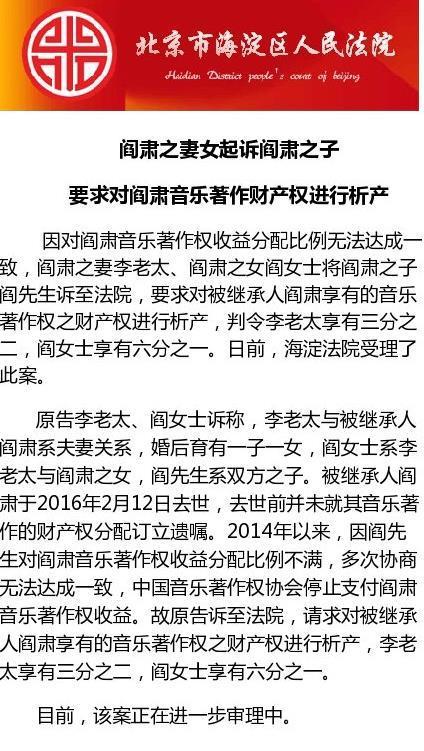 北京市海淀区人民法院
Haidian District people's court of beijing
阎肃之妻女起诉阎肃之子
要求对阎肃音乐著作财产权进行析产
因对阎肃音乐著作权收益分配比例无法达成一
致，阎肃之妻李老太、阎肃之女阎女士将阎肃之子
阎先生诉至法院，要求对被继承人阎肃享有的音乐
著作权之财产权进行析产，判令李老太享有三分之
二，阎女士享有六分之一。日前，海淀法院受理了
此案。
原告李老太、阎女士诉称，李老太与被继承人
阎肃系夫妻关系，婚后育有一子一女，阎女士系李
老太与阎肃之女，阎先生系双方之子。被继承人阎
肃于2016年2月12日去世，去世前并未就其音乐著
作的财产权分配订立遗嘱。2014年以来，因阎先
生对阎肃音乐著作权收益分配比例不满，多次协商
无法达成一致，中国音乐著作权协会停止支付阎肃
音乐著作权收益。故原告诉至法院，请求对被继承
人阎肃享有的音乐著作权之财产权进行析产，李老
太享有三分之二，阎女士享有六分之一。
目前，该案正在进一步审理中。